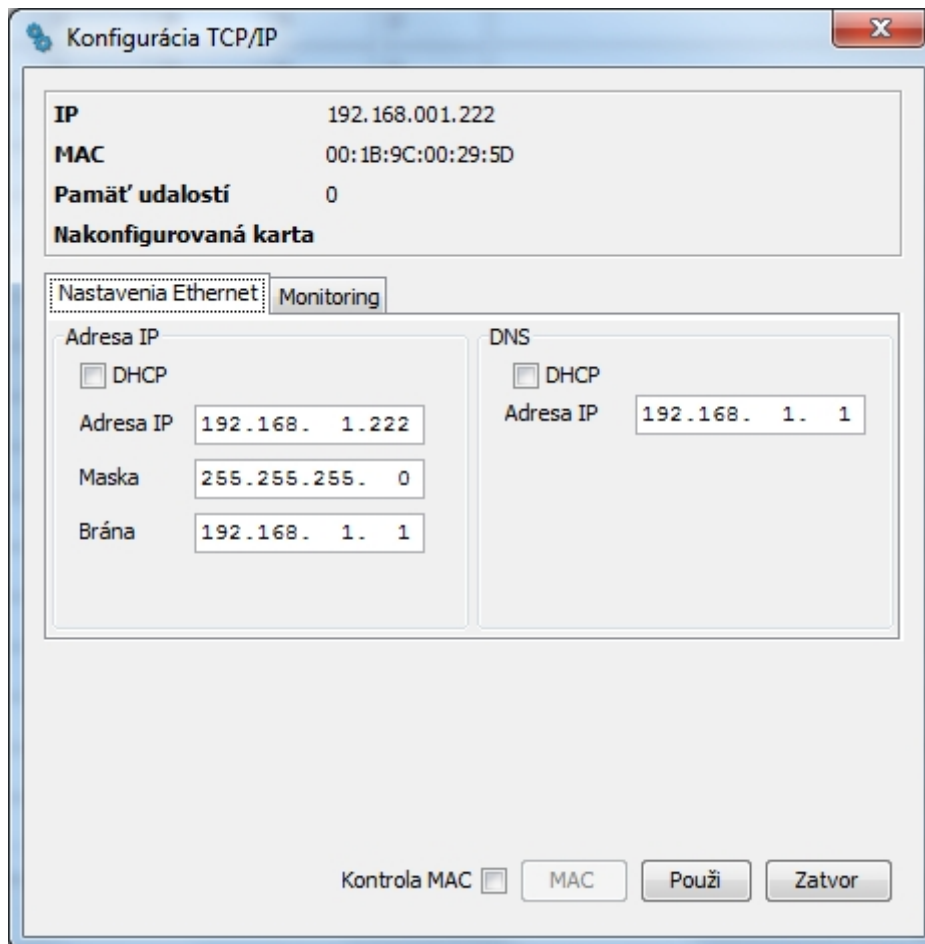 Konfigurácia TCP/IP
IP 192.168.001.222
MAC 00:1B:9C:00:29:5D
Pamäť udalostí 0
Nakonfigurovaná karta
Nastavenia Ethernet Monitoring
Adresa IP DNS
DHCP DHCP
Adresa IP 192.168. 1.222 Adresa IP 192.168. 1. 1
Maska 255.255.255. 0
Brána 192.168. 1. 1
Kontrola MAC MAC Použi Zatvor